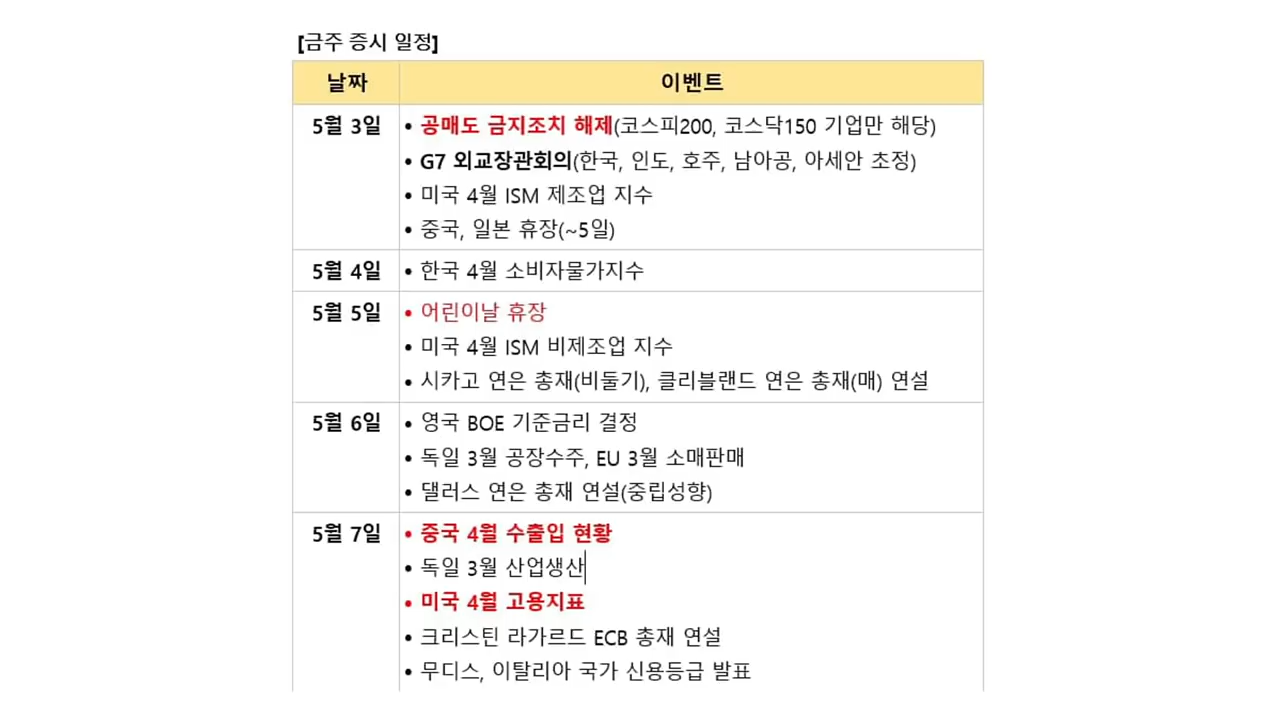 [금주 증시 일정]
날짜 이벤트
5월 3일 • 공매도 금지조치 해제(코스피200, 코스닥150 기업만 해당)
• G7 외교장관회의(한국, 인도, 호주, 남아공, 아세안 초정)
• 미국 4월 ISM 제조업 지수
• 중국, 일본 휴장(~5일)
5월 4일 • 한국 4월 소비자물가지수
5월 5일 • 어린이날 휴장
• 미국 4월 ISM 비제조업 지수
• 시카고 연은 총재(비둘기), 클리블랜드 연은 총재(매) 연설
5월 6일 • 영국 BOE 기준금리 결정
• 독일 3월 공장수주, EU 3월 소매판매
• 댈러스 연은 총재 연설(중립성향)
5월 7일 • 중국 4월 수출입 현황
• 독일 3월 산업생산
• 미국 4월 고용지표
• 크리스틴 라가르드 ECB 총재 연설
• 무디스, 이탈리아 국가 신용등급 발표